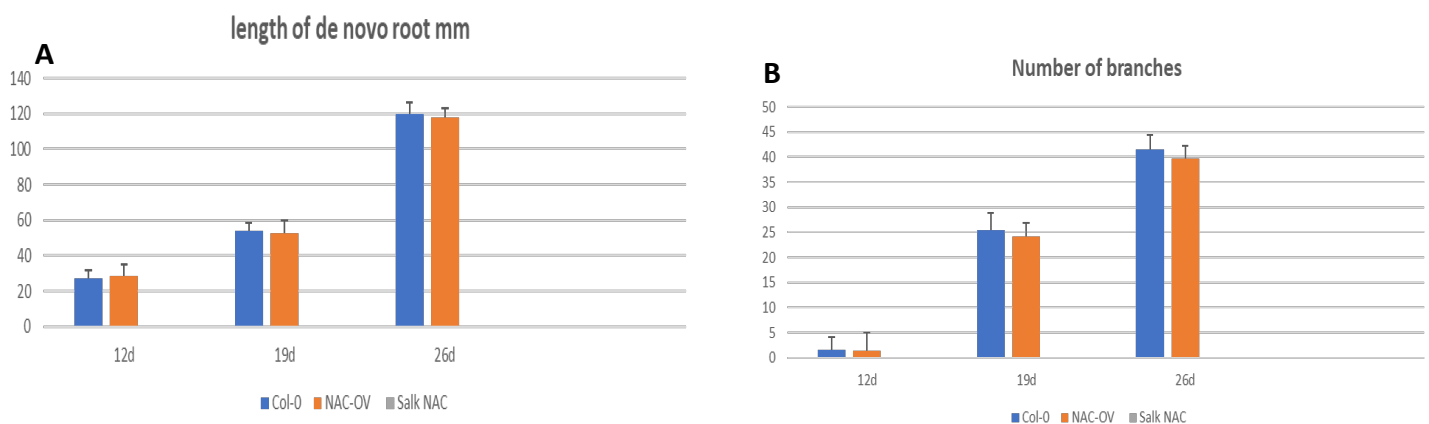 A
length of de novo root mm
140
120
100
80
60
40
20
0
12d 19d 26d
Col-0 NAC-OV Salk NAC
B
Number of branches
50
45
40
35
30
25
20
15
10
5
0
12d 19d 26d
Col-0 NAC-OV Salk NAC